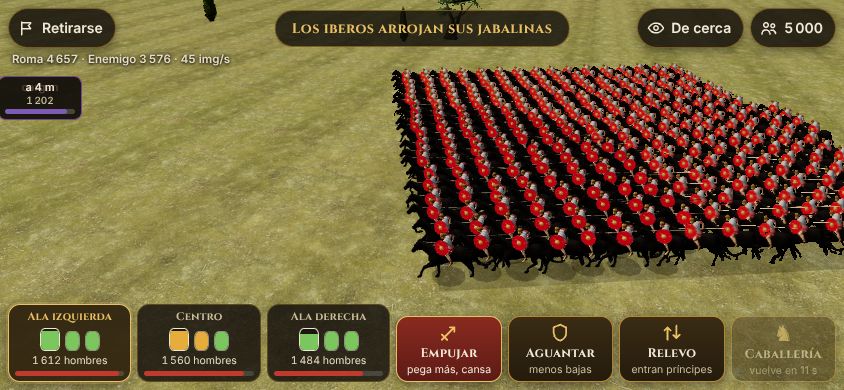 Retirarse
Los iberos arrojan sus jabalinas
De cerca
5 000
Roma 4 657 · Enemigo 3 576 · 45 img/s
a 4 m
1 202
Ala izquierda
1 612 hombres
Centro
1 560 hombres
Ala derecha
1 484 hombres
Empujar
pega más, cansa
Aguantar
menos bajas
Relevo
entran príncipes
Caballería
vuelve en 11 s